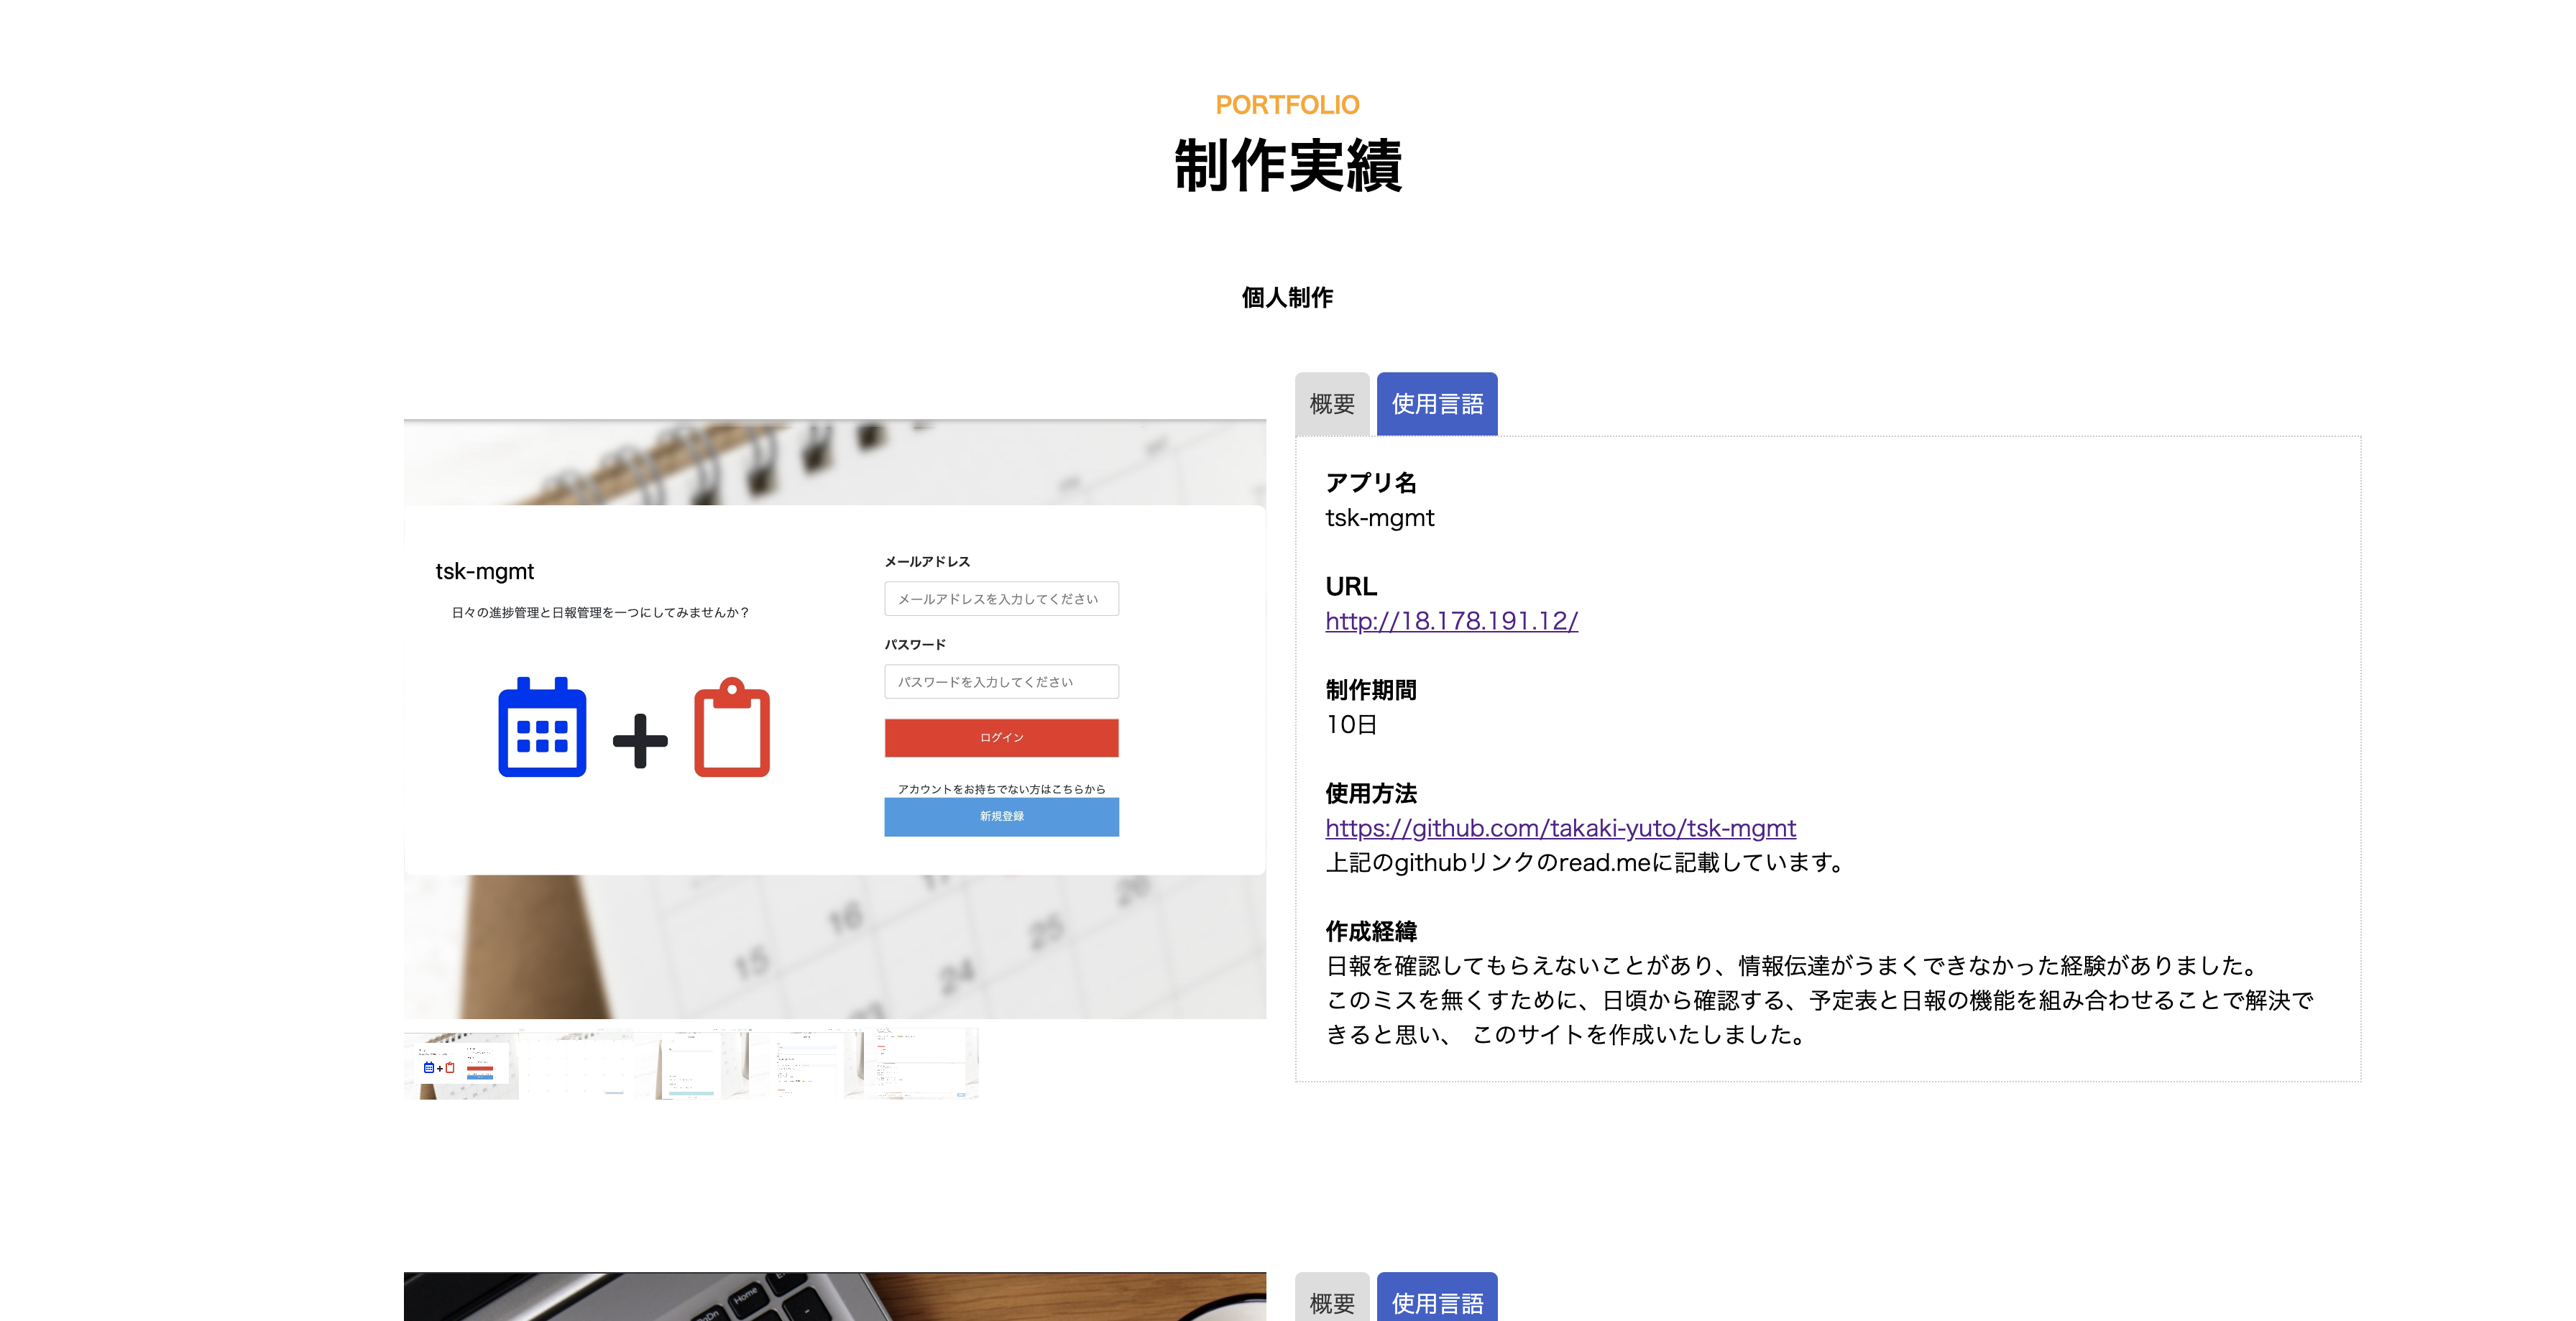 PORTFOLIO
制作実績
個人制作
tsk-mgmt
日々の進捗管理と日報管理を一つにしてみませんか？
メールアドレス
メールアドレスを入力してください
パスワード
パスワードを入力してください
ログイン
アカウントをお持ちでない方はこちらから
新規登録
15
16
17
23
24
25
26
概要
使用言語
アプリ名
tsk-mgmt
URL
http://18.178.191.12/
制作期間
10日
使用方法
https://github.com/takaki-yuto/tsk-mgmt
上記のgithubリンクのread.meに記載しています。
作成経緯
日報を確認してもらえないことがあり、情報伝達がうまくできなかった経験がありました。
このミスを無くすために、日頃から確認する、予定表と日報の機能を組み合わせることで解決で
きると思い、 このサイトを作成いたしました。
Home
概要
使用言語